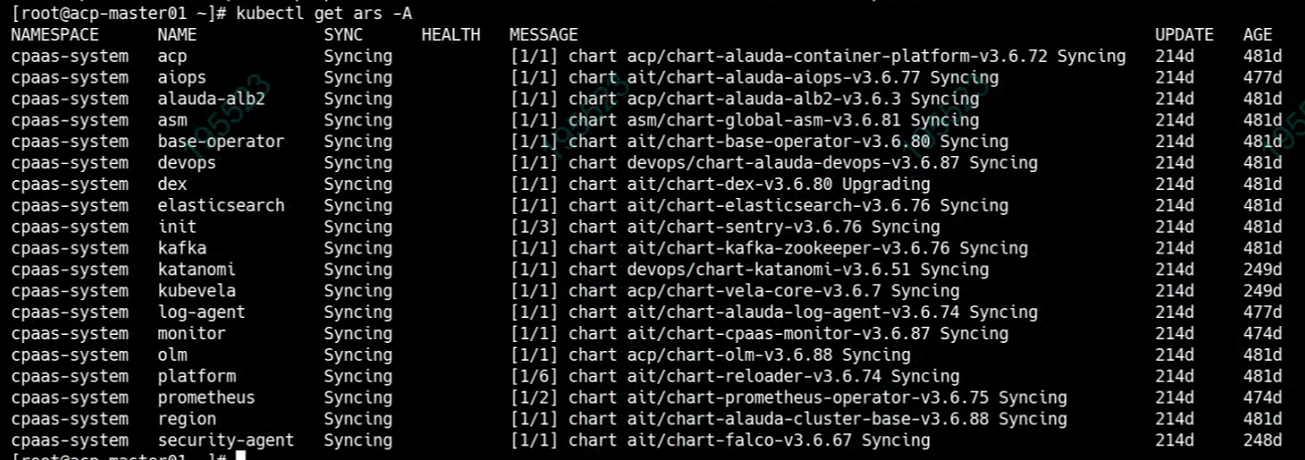 [root@acp-master01 ~]# kubectl get ars -A
NAMESPACE NAME SYNC HEALTH MESSAGE UPDATE AGE
cpaas-system acp Syncing [1/1] chart acp/chart-alauda-container-platform-v3.6.72 Syncing 214d 481d
cpaas-system aiops Syncing [1/1] chart ait/chart-alauda-aiops-v3.6.77 Syncing 214d 477d
cpaas-system alauda-alb2 Syncing [1/1] chart acp/chart-alauda-alb2-v3.6.3 Syncing 214d 481d
cpaas-system asm Syncing [1/1] chart asm/chart-global-asm-v3.6.81 Syncing 214d 481d
cpaas-system base-operator Syncing [1/1] chart ait/chart-base-operator-v3.6.80 Syncing 214d 481d
cpaas-system devops Syncing [1/1] chart devops/chart-alauda-devops-v3.6.87 Syncing 214d 481d
cpaas-system dex Syncing [1/1] chart ait/chart-dex-v3.6.80 Upgrading 214d 481d
cpaas-system elasticsearch Syncing [1/1] chart ait/chart-elasticsearch-v3.6.76 Syncing 214d 481d
cpaas-system init Syncing [1/3] chart ait/chart-sentry-v3.6.76 Syncing 214d 481d
cpaas-system kafka Syncing [1/1] chart ait/chart-kafka-zookeeper-v3.6.76 Syncing 214d 481d
cpaas-system katanomi Syncing [1/1] chart devops/chart-katanomi-v3.6.51 Syncing 214d 249d
cpaas-system kubevela Syncing [1/1] chart acp/chart-vela-core-v3.6.7 Syncing 214d 249d
cpaas-system log-agent Syncing [1/1] chart ait/chart-alauda-log-agent-v3.6.74 Syncing 214d 477d
cpaas-system monitor Syncing [1/1] chart ait/chart-cpaas-monitor-v3.6.87 Syncing 214d 474d
cpaas-system olm Syncing [1/1] chart acp/chart-olm-v3.6.88 Syncing 214d 481d
cpaas-system platform Syncing [1/6] chart ait/chart-reloader-v3.6.74 Syncing 214d 481d
cpaas-system prometheus Syncing [1/2] chart ait/chart-prometheus-operator-v3.6.75 Syncing 214d 474d
cpaas-system region Syncing [1/1] chart ait/chart-alauda-cluster-base-v3.6.88 Syncing 214d 481d
cpaas-system security-agent Syncing [1/1] chart ait/chart-falco-v3.6.67 Syncing 214d 248d
[root@acp-master01 ~]#
195523
195523
195523